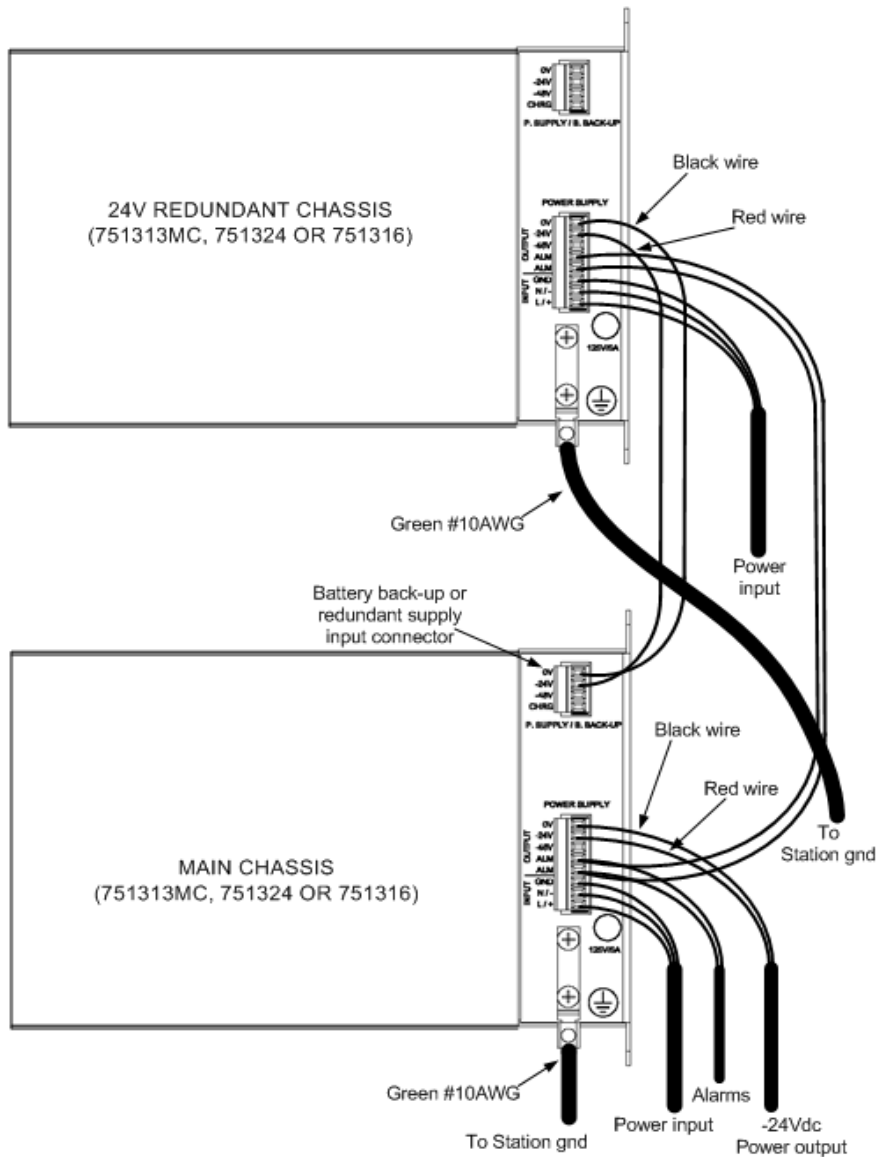 0V
-24V
-48V
CHRG
P. SUPPLY / B. BACK-UP
Black wire
24V REDUNDANT CHASSIS
(751313MC, 751324 OR 751316)
POWER SUPPLY
Red wire
OUTPUT
0V
-24V
-48V
ALM
ALM
INPUT
GND
N / -
L / +
125V/5A
Green #10AWG
Power
input
Battery back-up or
redundant supply
input connector
0V
-24V
-48V
CHRG
P. SUPPLY / B. BACK-UP
Black wire
Red wire
To
Station gnd
MAIN CHASSIS
(751313MC, 751324 OR 751316)
POWER SUPPLY
OUTPUT
0V
-24V
-48V
ALM
ALM
INPUT
GND
N / -
L / +
125V/5A
Green #10AWG
To Station gnd
Power input
Alarms
-24Vdc
Power output